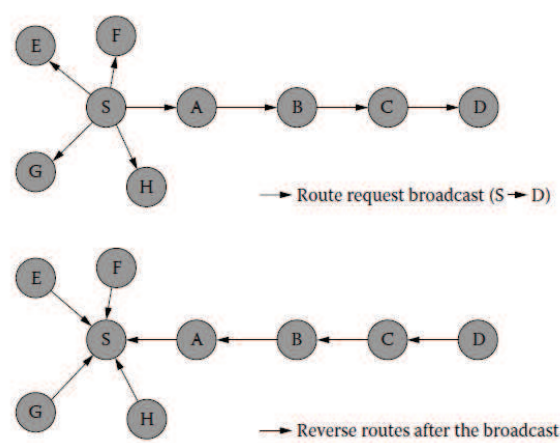 E
F
S A B C D
G
H
Route request broadcast (S → D)
E
F
S A B C D
G
H
Reverse routes after the broadcast